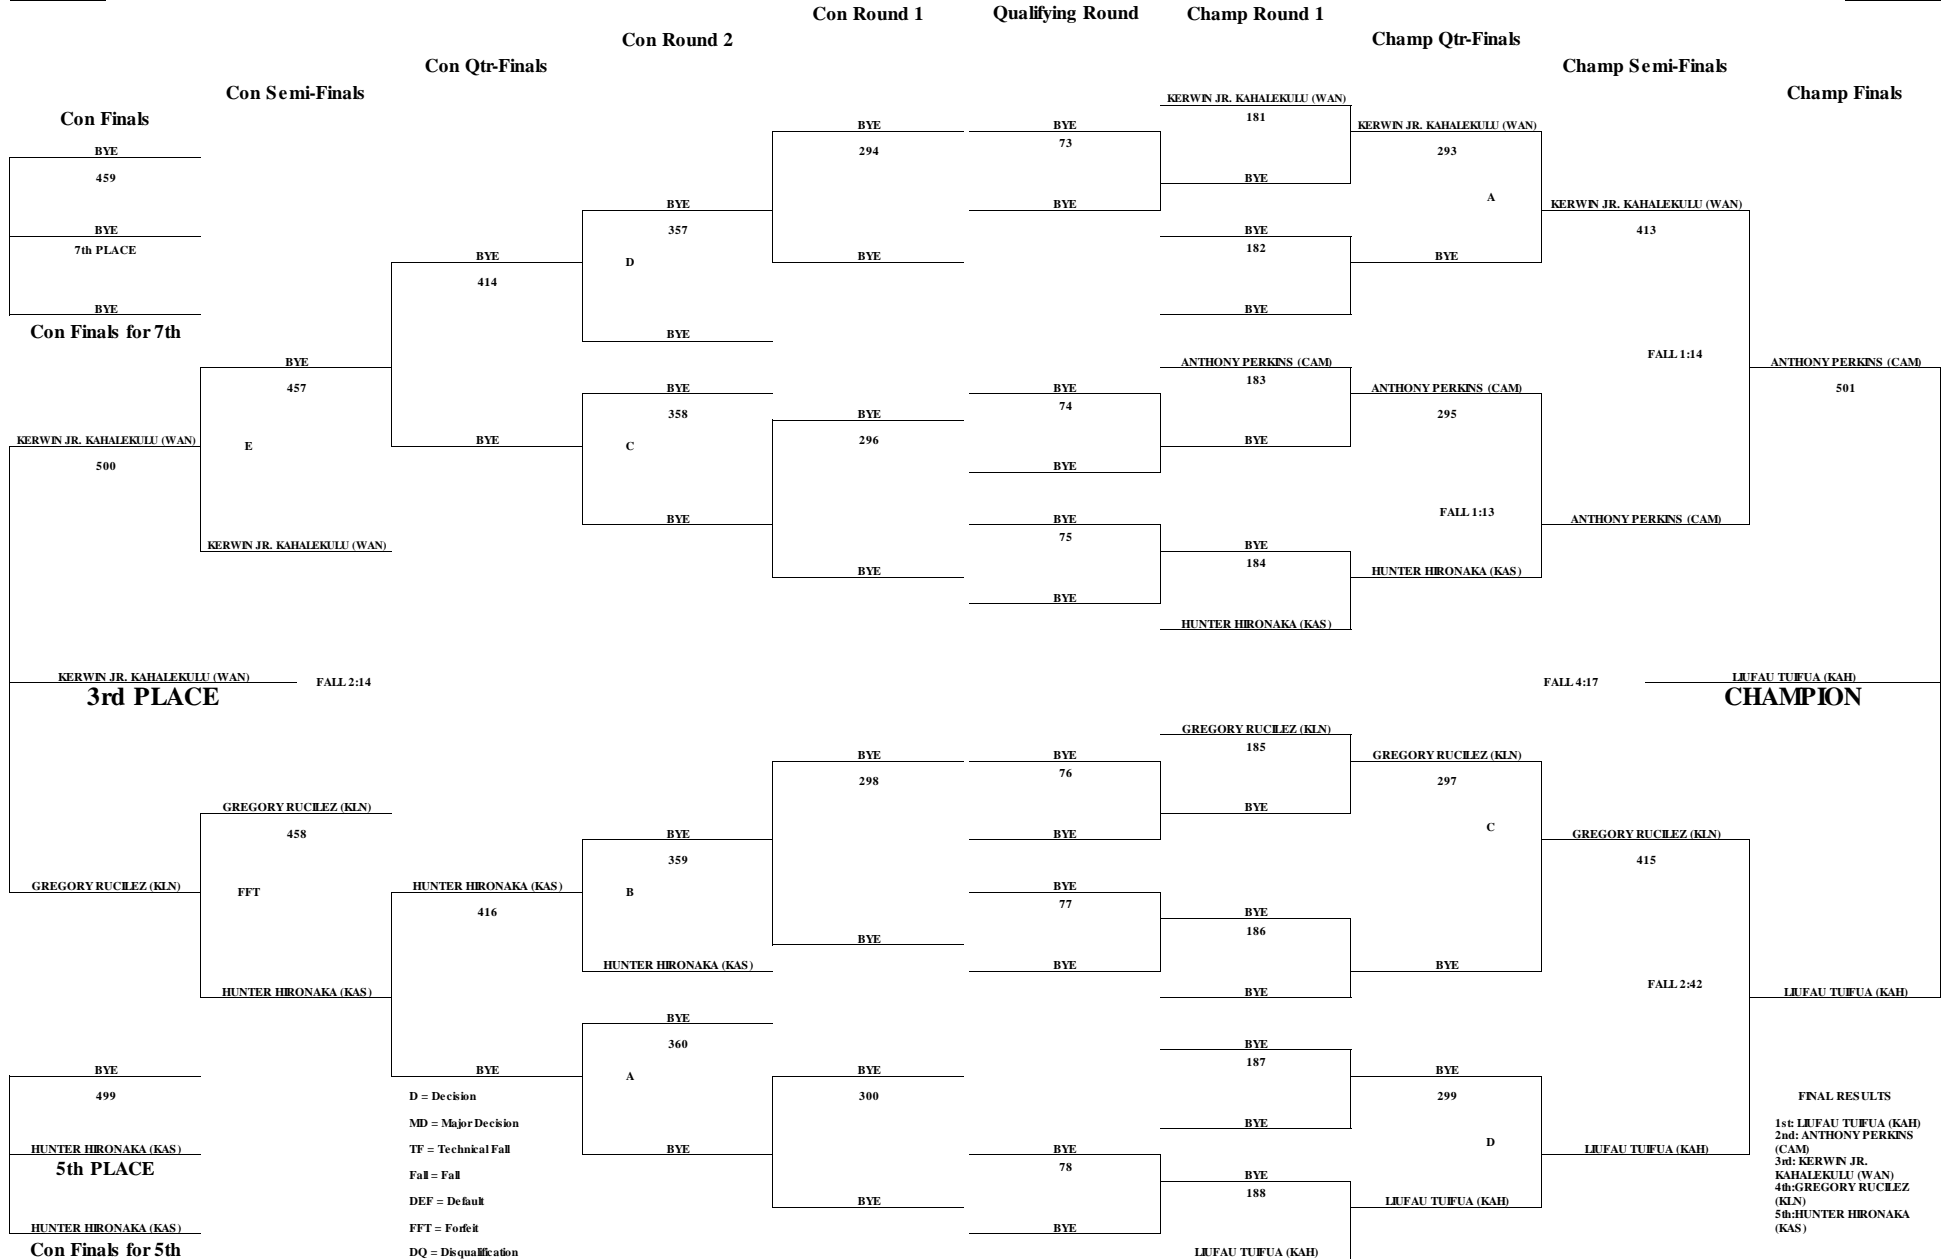 Con Round 1 Qualifying Round Champ Round 1
Con Round 2 Champ Qtr-Finals
Con Qtr-Finals Champ Semi-Finals
Con Semi-Finals Champ Finals
KERWIN JR. KAHALEKULU (WAN)
Con Finals 181
BYE BYE KERWIN JR. KAHALEKULU (WAN)
294 73 293
BYE
459
BYE
A
BYE BYE KERWIN JR. KAHALEKULU (WAN)
357 413
BYE BYE
7th PLACE 182
BYE BYE BYE
D
414
BYE BYE
Con Finals for 7th BYE
FALL 1:14
BYE ANTHONY PERKINS (CAM) ANTHONY PERKINS (CAM)
457 183 501
BYE BYE ANTHONY PERKINS (CAM)
358 74 295
BYE
KERWIN JR. KAHALEKULU (WAN) E BYE C 296 BYE
500 BYE
FALL 1:13
BYE BYE ANTHONY PERKINS (CAM)
75
KERWIN JR. KAHALEKULU (WAN) BYE
184
BYE HUNTER HIRONAKA (KAS)
BYE
HUNTER HIRONAKA (KAS)
KERWIN JR. KAHALEKULU (WAN) FALL 2:14 FALL 4:17 LIUFAU TUIFUA (KAH)
3rd PLACE CHAMPION
GREGORY RUCILEZ (KLN)
185
BYE BYE GREGORY RUCILEZ (KLN)
298 76 297
GREGORY RUCILEZ (KLN) BYE
458 C
BYE BYE GREGORY RUCILEZ (KLN)
359 415
GREGORY RUCILEZ (KLN) FFT HUNTER HIRONAKA (KAS) B BYE
416 77
BYE
186
BYE
HUNTER HIRONAKA (KAS) BYE BYE
FALL 2:42
HUNTER HIRONAKA (KAS) BYE LIUFAU TUIFUA (KAH)
BYE
360 BYE
187
BYE BYE A BYE
499 D = Decision 300 299 FINAL RESULTS
MD = Major Decision BYE 1st: LIUFAU TUIFUA (KAH)
2nd: ANTHONY PERKINS
D
HUNTER HIRONAKA (KAS) TF = Technical Fall BYE BYE LIUFAU TUIFUA (KAH) (CAM)
5th PLACE 78 3rd: KERWIN JR.
Fall = Fall BYE KAHALEKULU (WAN)
188 4th:GREGORY RUCILEZ
DEF = Default BYE LIUFAU TUIFUA (KAH) (KLN)
5th:HUNTER HIRONAKA
HUNTER HIRONAKA (KAS) FFT = Forfeit BYE (KAS)
Con Finals for 5th DQ = Disqualification LIUFAU TUIFUA (KAH)